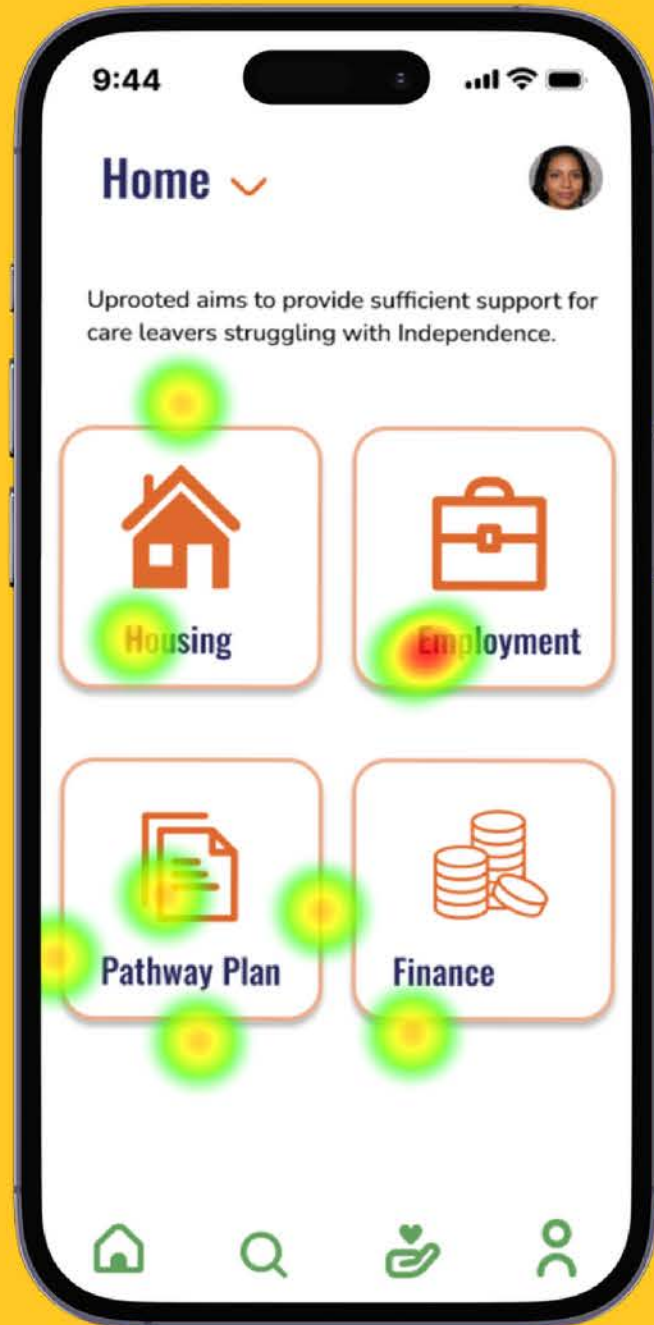 9:44
Home
Uprooted aims to provide sufficient support for
care leavers struggling with Independence.
Housing
Employment
Pathway Plan
Finance